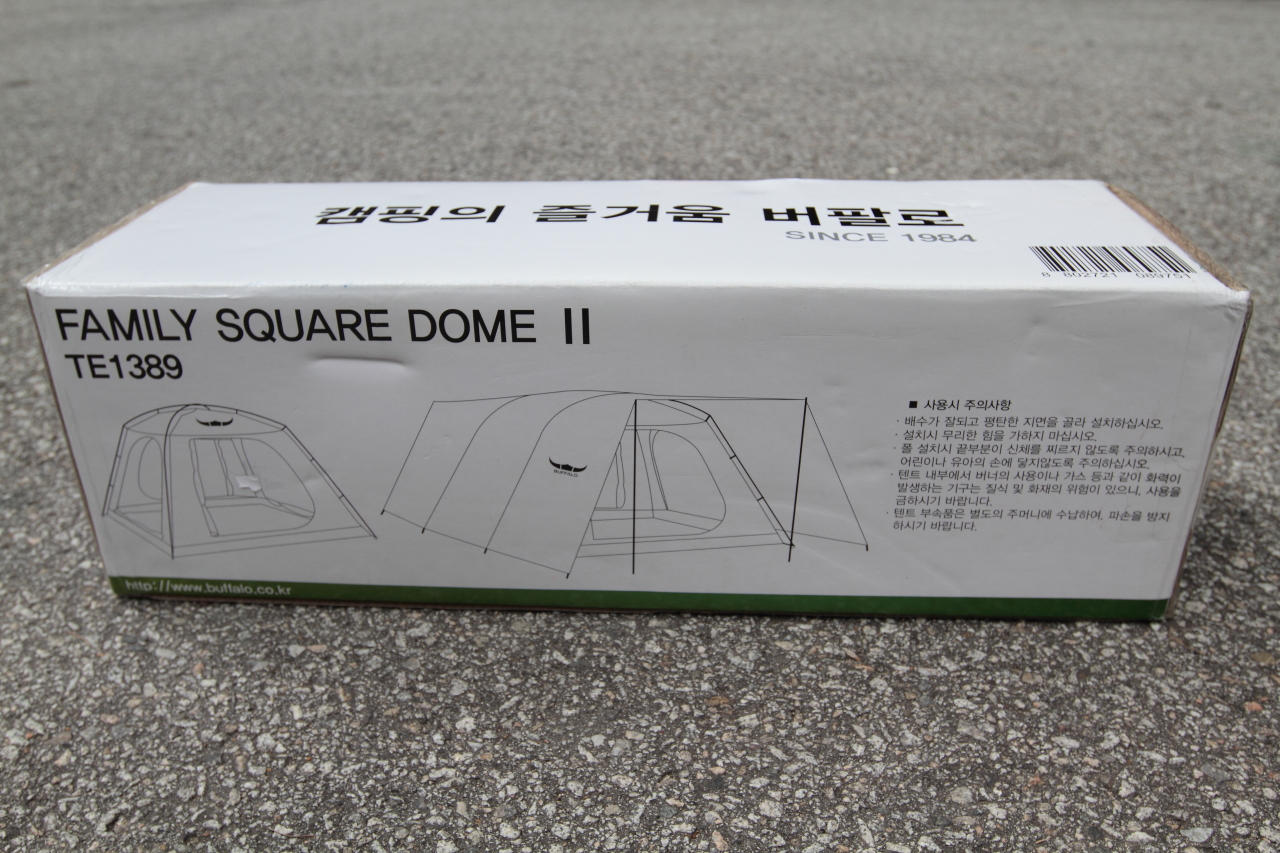 캠핑의 즐거움 버팔로
SINCE 1984
8 802721 089751
FAMILY SQUARE DOME II
TE1389
BUFFALO
■ 사용시 주의사항
· 배수가 잘되고 평탄한 지면을 골라 설치하십시오.
· 설치시 무리한 힘을 가하지 마십시오.
· 폴 설치시 끝부분이 신체를 찌르지 않도록 주의하시고,
어린이나 유아의 손에 닿지않도록 주의하십시오.
· 텐트 내부에서 버너의 사용이나 가스 등과 같이 화력이
발생하는 기구는 질식 및 화재의 위험이 있으니, 사용을
금하시기 바랍니다.
· 텐트 부속품은 별도의 주머니에 수납하여, 파손을 방지
하시기 바랍니다.
http://www.buffalo.co.kr